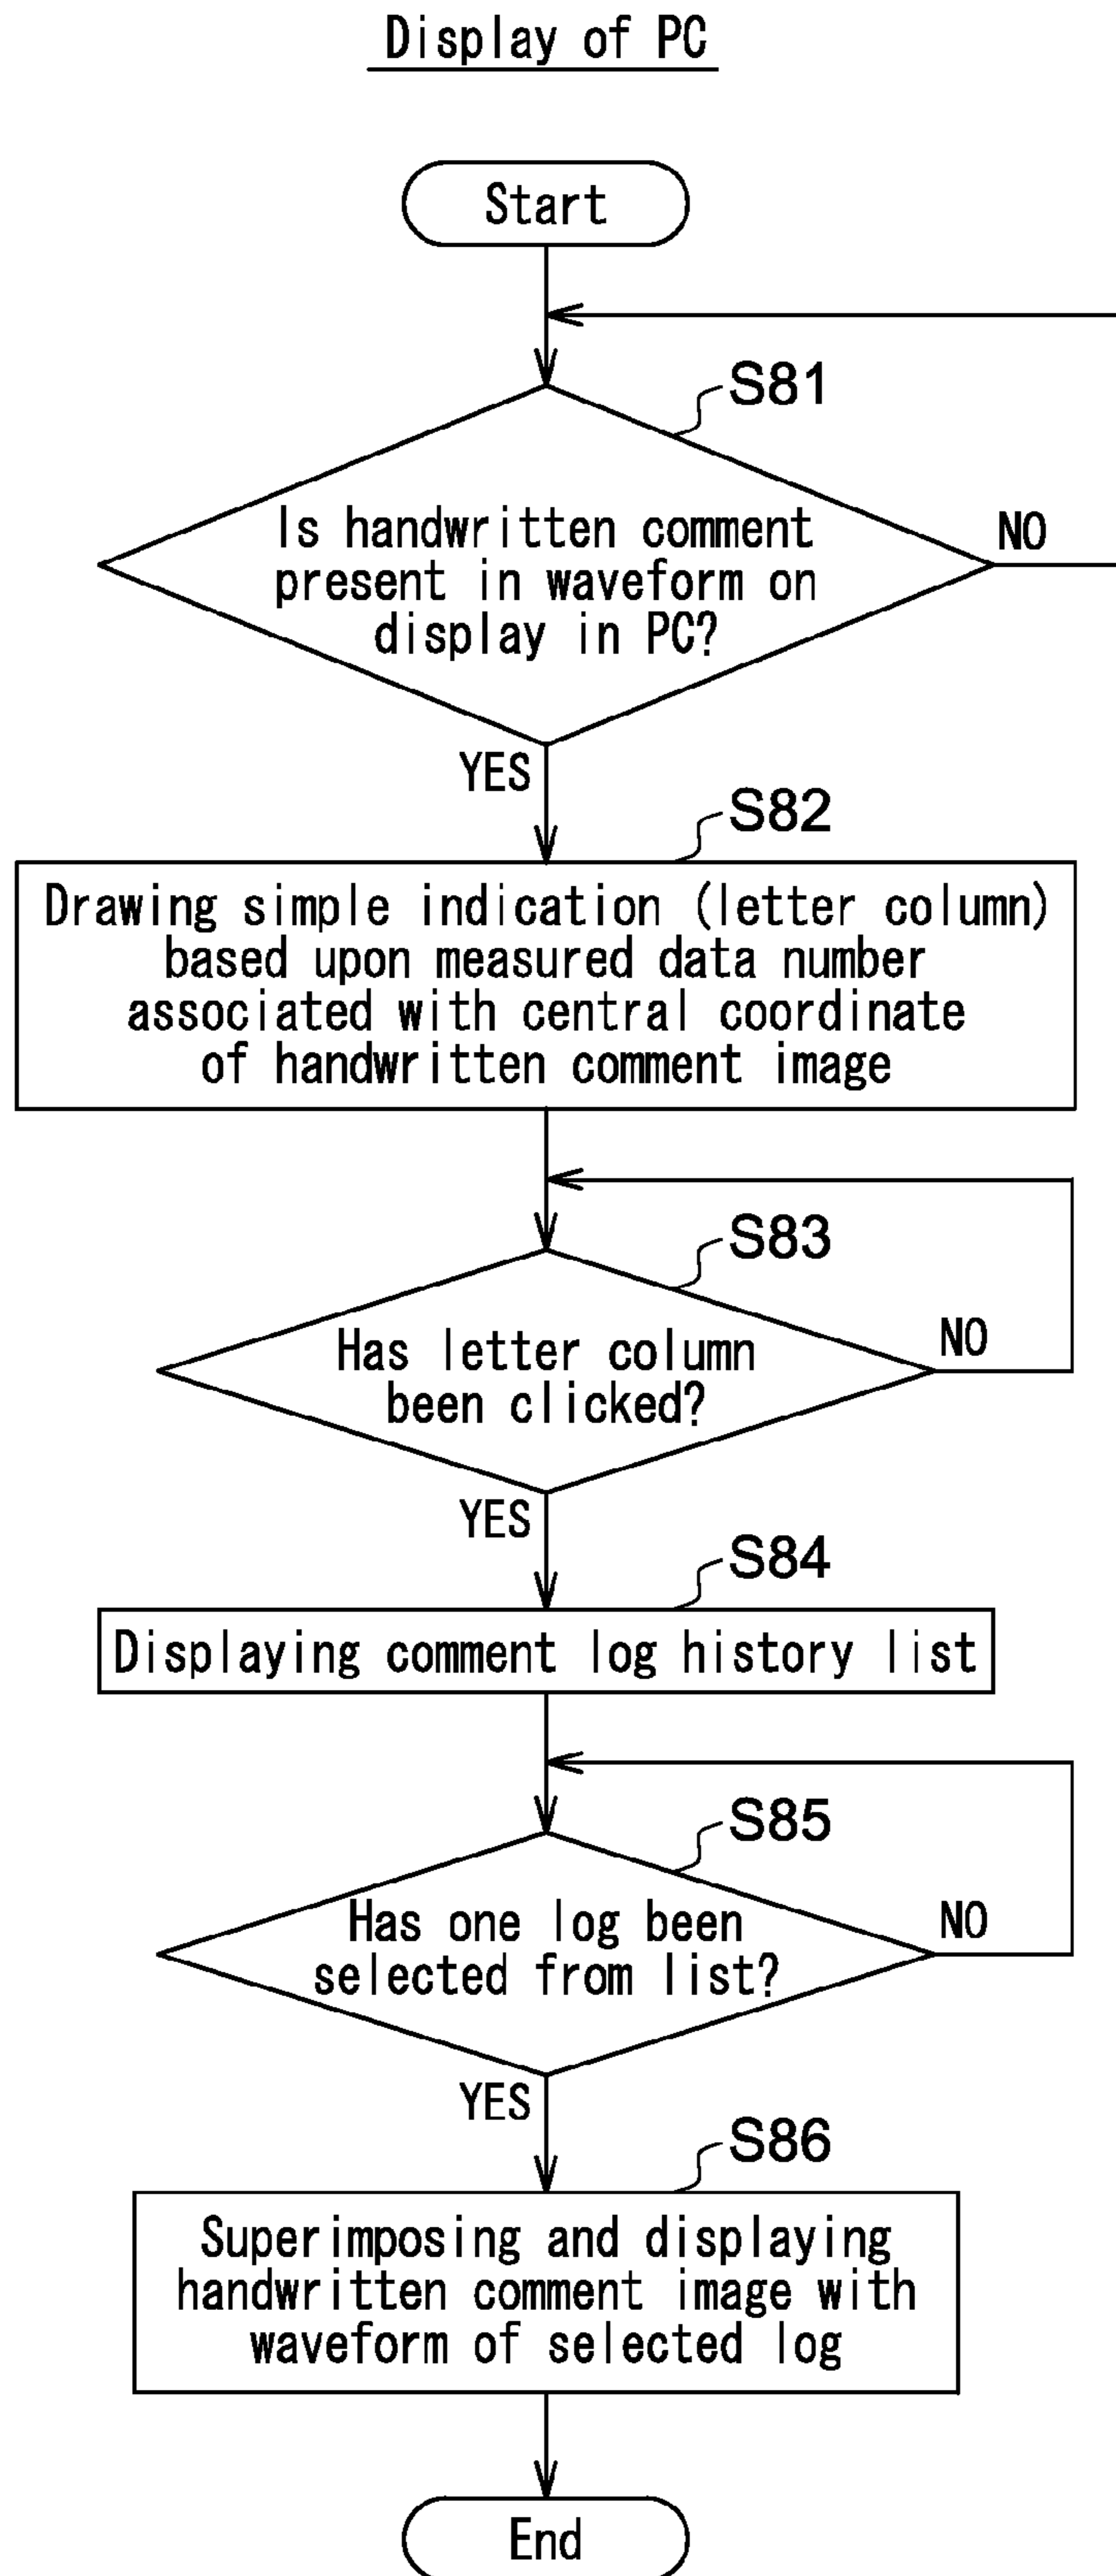 Display of PC
Start
S81
Is handwritten comment
present in waveform on
display in PC?
NO
YES
S82
Drawing simple indication (letter column)
based upon measured data number
associated with central coordinate
of handwritten comment image
S83
Has letter column
been clicked?
NO
YES
S84
Displaying comment log history list
S85
Has one log been
selected from list?
NO
YES
S86
Superimposing and displaying
handwritten comment image with
waveform of selected log
End